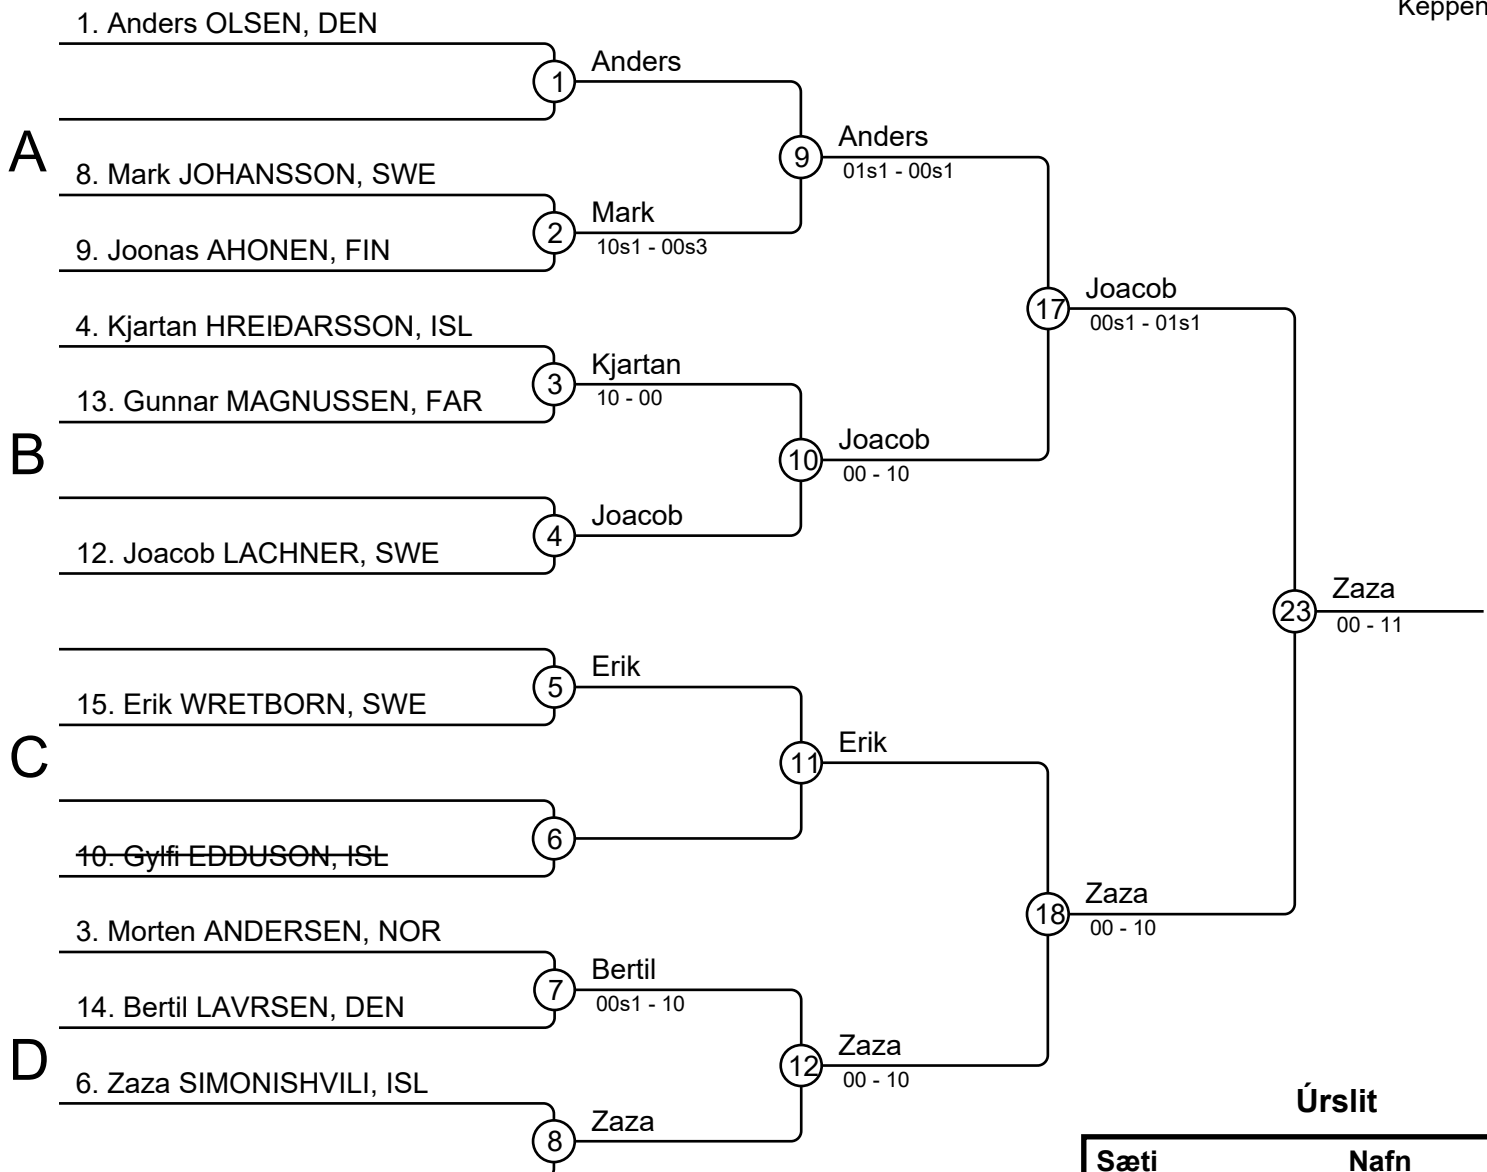 Keppen
1. Anders OLSEN, DEN
1
Anders
A
9
Anders
01s1 - 00s1
8. Mark JOHANSSON, SWE
2
Mark
10s1 - 00s3
9. Joonas AHONEN, FIN
17
Joacob
00s1 - 01s1
4. Kjartan HREIÐARSSON, ISL
3
Kjartan
10 - 00
13. Gunnar MAGNUSSEN, FAR
B
10
Joacob
00 - 10
4
Joacob
12. Joacob LACHNER, SWE
23
Zaza
00 - 11
5
Erik
15. Erik WRETBORN, SWE
C
11
Erik
6
10. Gylfi EDDUSON, ISL
18
Zaza
00 - 10
3. Morten ANDERSEN, NOR
7
Bertil
00s1 - 10
14. Bertil LAVRSEN, DEN
D
12
Zaza
00 - 10
6. Zaza SIMONISHVILI, ISL
8
Zaza
Úrslit
Sæti Nafn